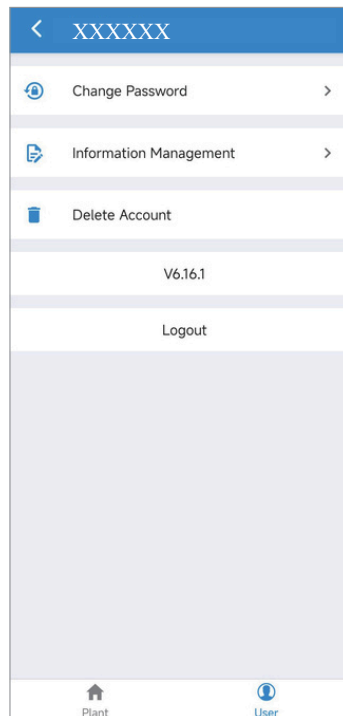 XXXXXX
Change Password
Information Management
Delete Account
V6.16.1
Logout
Plant
User